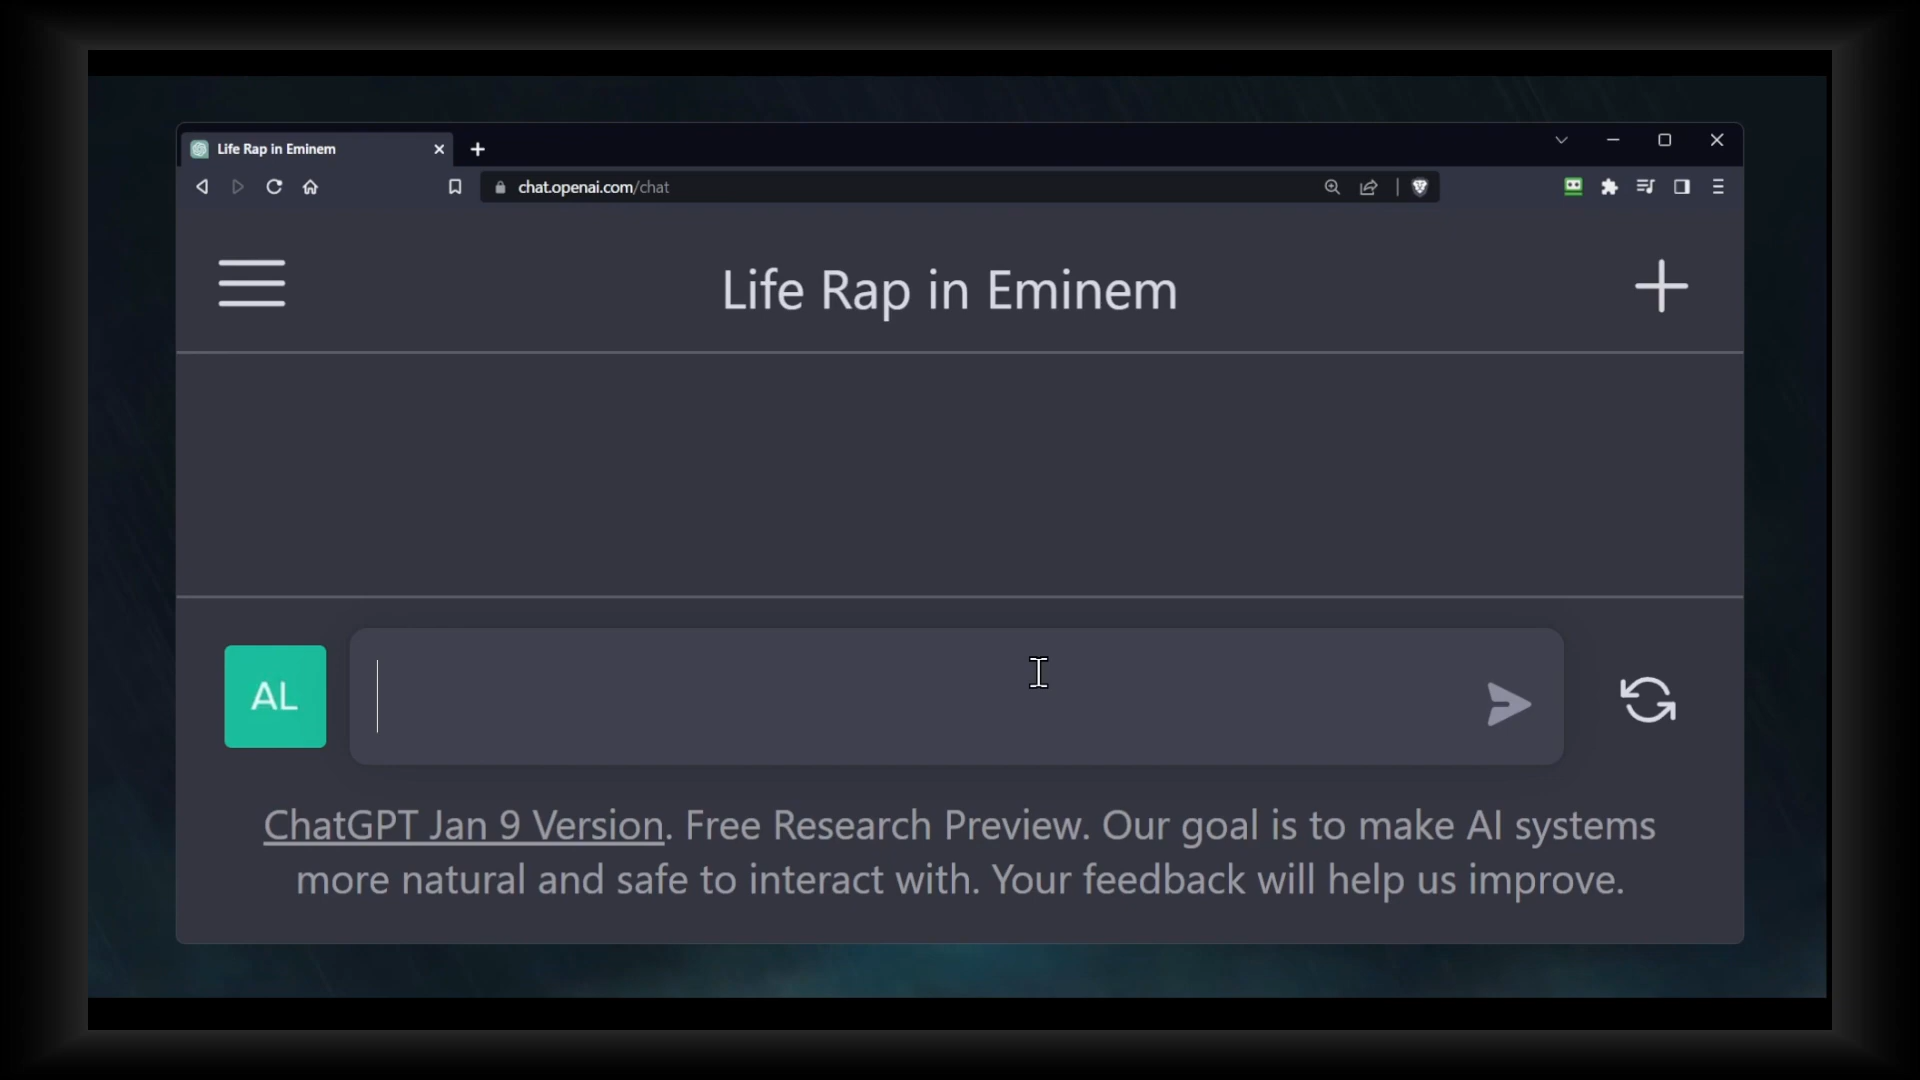 Life Rap in Eminem
chat.openai.com/chat
Life Rap in Eminem
AL
ChatGPT Jan 9 Version. Free Research Preview. Our goal is to make AI systems
more natural and safe to interact with. Your feedback will help us improve.